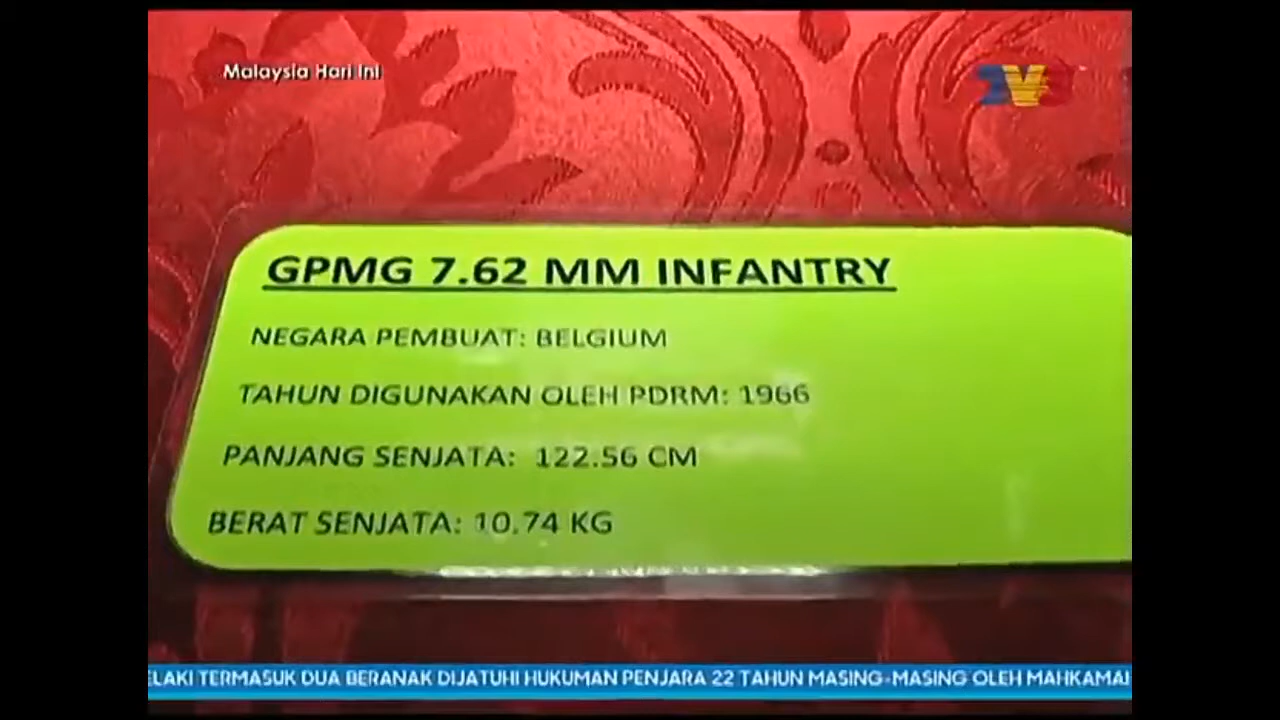 Malaysia Hari Ini
TV3
GPMG 7.62 MM INFANTRY
NEGARA PEMBUAT: BELGIUM
TAHUN DIGUNAKAN OLEH PDRM: 1966
PANJANG SENJATA: 122.56 CM
BERAT SENJATA: 10.74 KG
ELAKI TERMASUK DUA BERANAK DIJATUHI HUKUMAN PENJARA 22 TAHUN MASING-MASING OLEH MAHKAMA